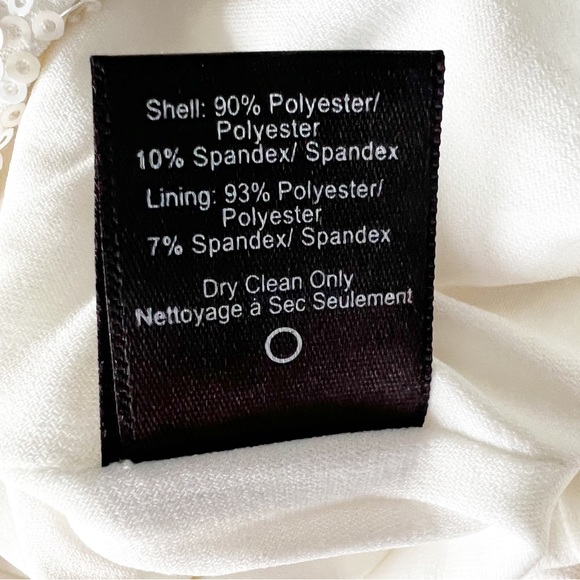 Shell: 90% Polyester/
Polyester
10% Spandex/ Spandex
Lining: 93% Polyester/
Polyester
7% Spandex/ Spandex
Dry Clean Only
Nettoyage à Sec Seulement